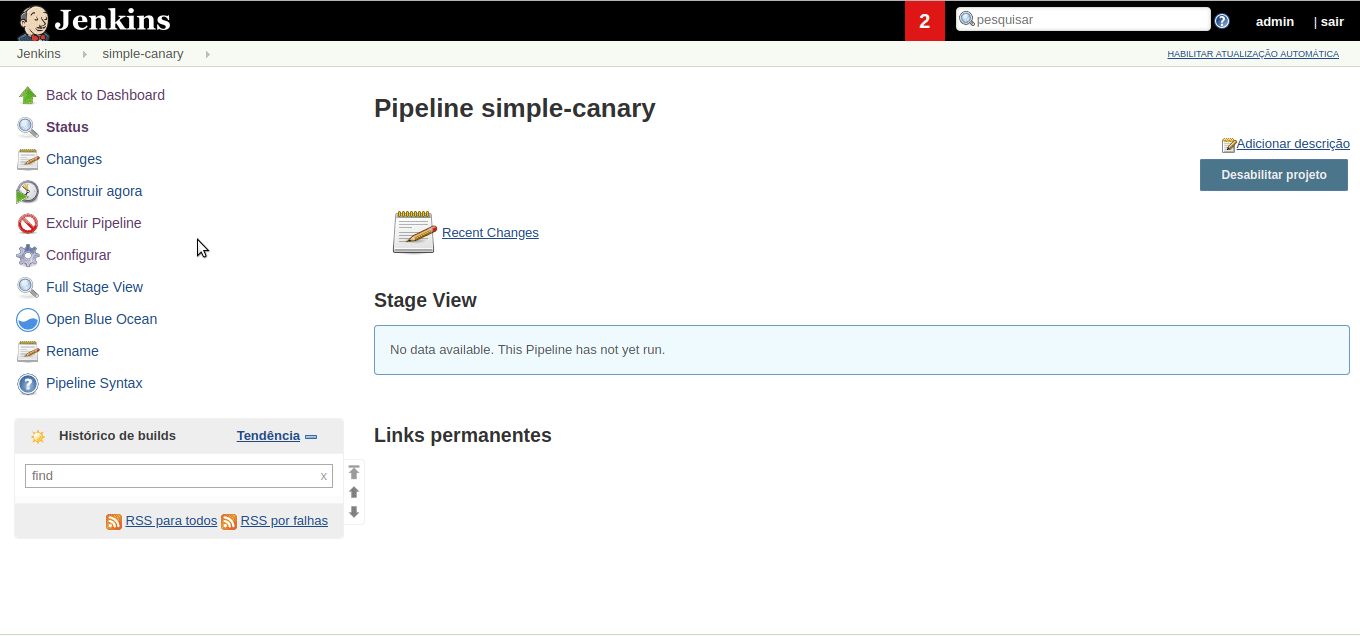 Jenkins
2
pesquisar
?
admin
| sair
Jenkins
simple-canary
HABILITAR ATUALIZAÇÃO AUTOMÁTICA
Back to Dashboard
Status
Changes
Construir agora
Excluir Pipeline
Configurar
Full Stage View
Open Blue Ocean
Rename
? Pipeline Syntax
Histórico de builds
Tendência
find
x
RSS para todos
RSS por falhas
Pipeline simple-canary
Adicionar descrição
Desabilitar projeto
Recent Changes
Stage View
No data available. This Pipeline has not yet run.
Links permanentes